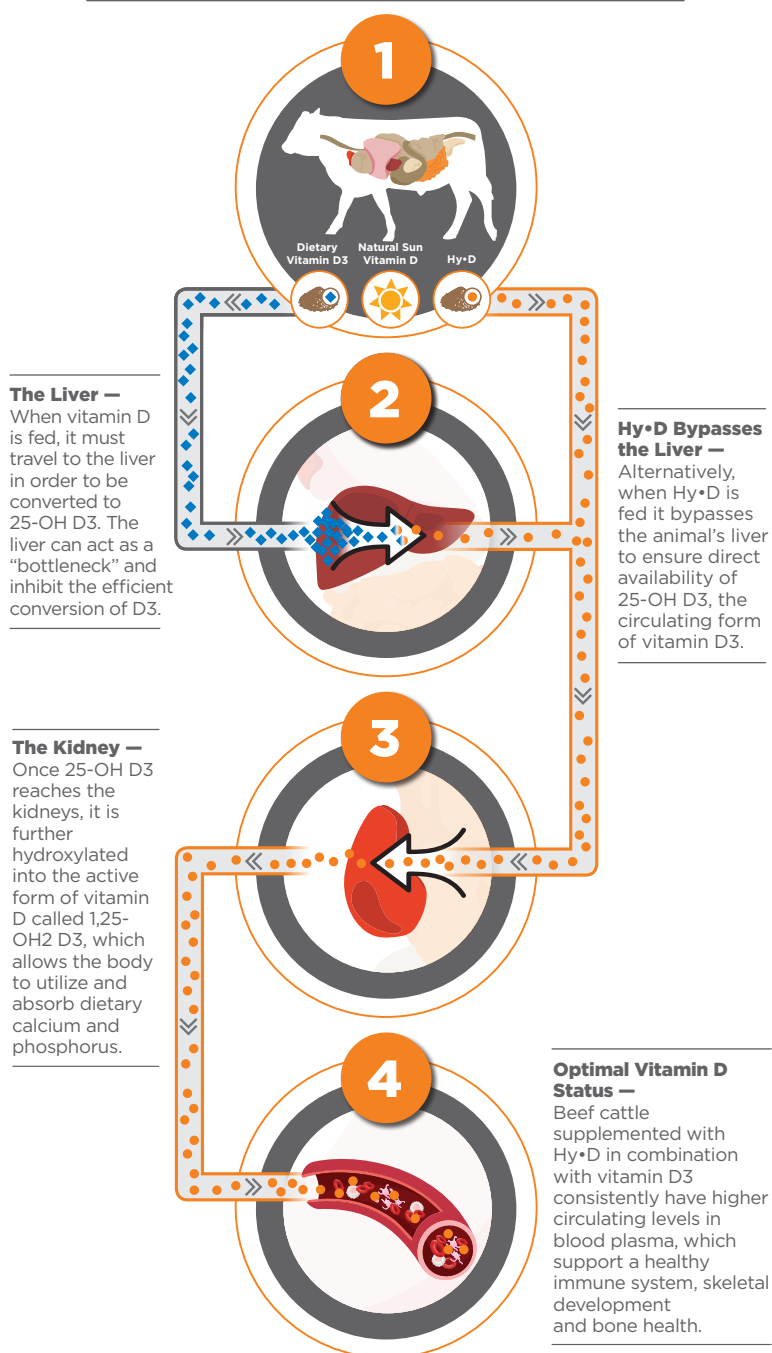 1
Dietary
Vitamin D3
Natural Sun
Vitamin D
Hy•D
2
The Liver —
When vitamin D
is fed, it must
travel to the liver
in order to be
converted to
25-OH D3. The
liver can act as a
“bottleneck” and
inhibit the efficient
conversion of D3.
Hy•D Bypasses
the Liver —
Alternatively,
when Hy•D is
fed it bypasses
the animal’s liver
to ensure direct
availability of
25-OH D3, the
circulating form
of vitamin D3.
3
The Kidney —
Once 25-OH D3
reaches the
kidneys, it is
further
hydroxylated
into the active
form of vitamin
D called 1,25-
OH2 D3, which
allows the body
to utilize and
absorb dietary
calcium and
phosphorus.
4
Optimal Vitamin D
Status —
Beef cattle
supplemented with
Hy•D in combination
with vitamin D3
consistently have higher
circulating levels in
blood plasma, which
support a healthy
immune system, skeletal
development
and bone health.